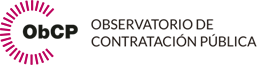 ObCP
OBSERVATORIO DE
CONTRATACIÓN PÚBLICA